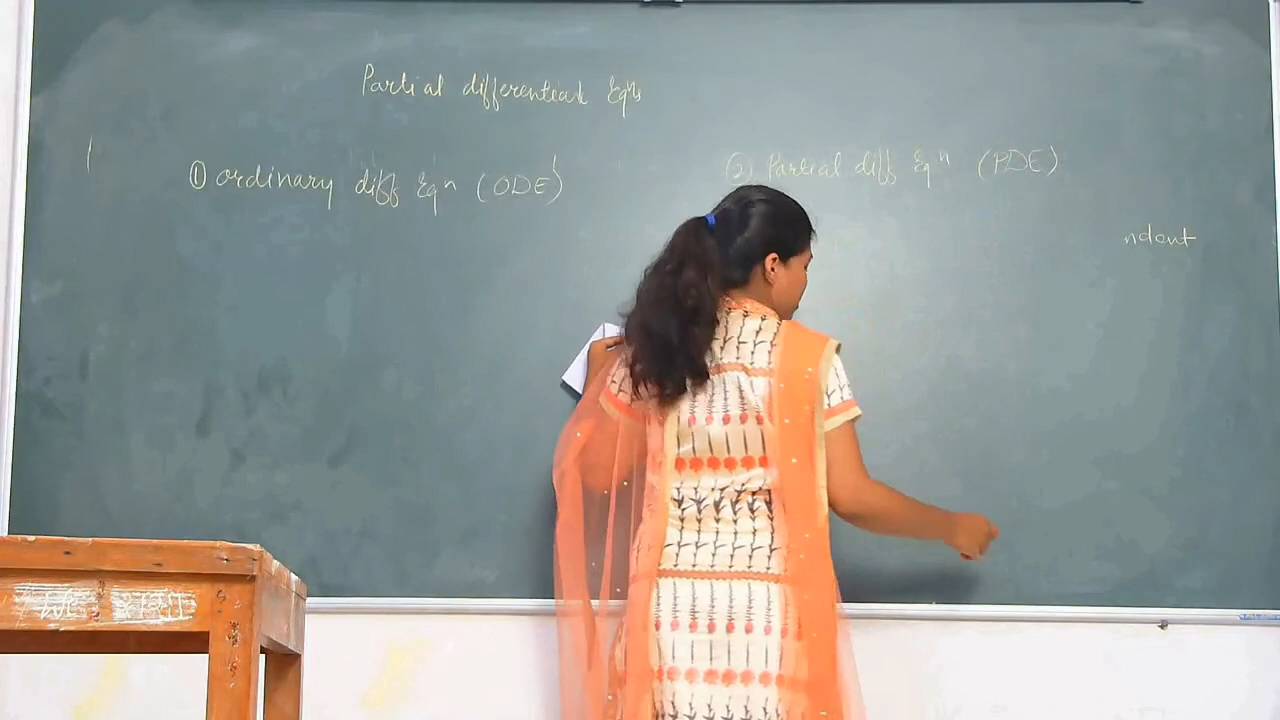 Partial differential Eqns
① ordinary diff Eqn (ODE)
(2) Partial diff Eqn (PDE)
ndent